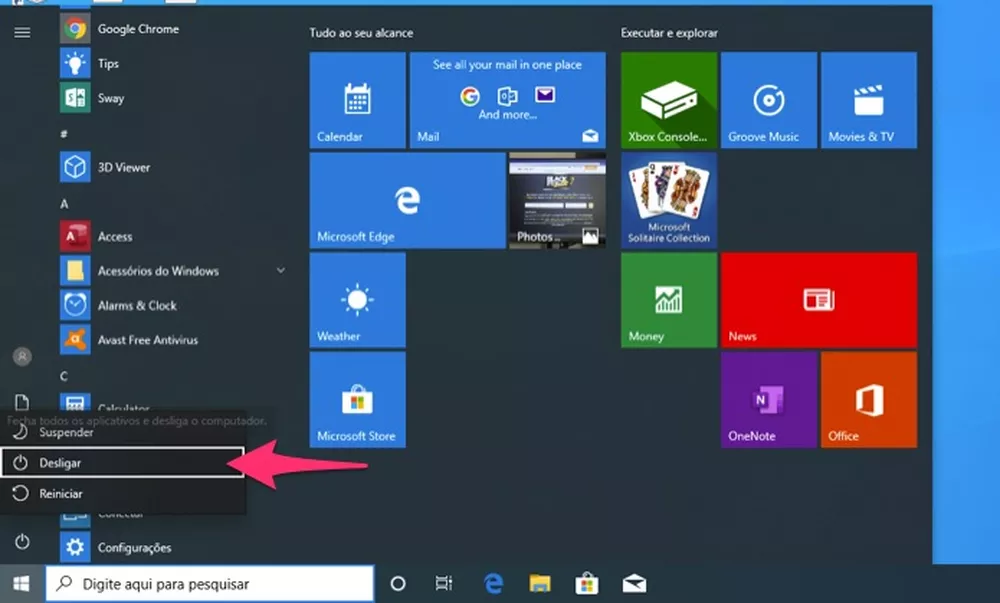 Google Chrome
Tips
Sway
#
3D Viewer
A
Access
Acessórios do Windows
Alarms & Clock
Avast Free Antivirus
C
Calculator
Fecha todos os aplicativos e desliga o computador.
Suspender
Desligar
Reiniciar
Conectar
Configurações
Digite aqui para pesquisar
Tudo ao seu alcance
Calendar
See all your mail in one place
And more...
Mail
Microsoft Edge
Photos
Weather
Microsoft Store
Executar e explorar
Xbox Console...
Groove Music
Movies & TV
Microsoft
Solitaire Collection
Money
News
OneNote
Office